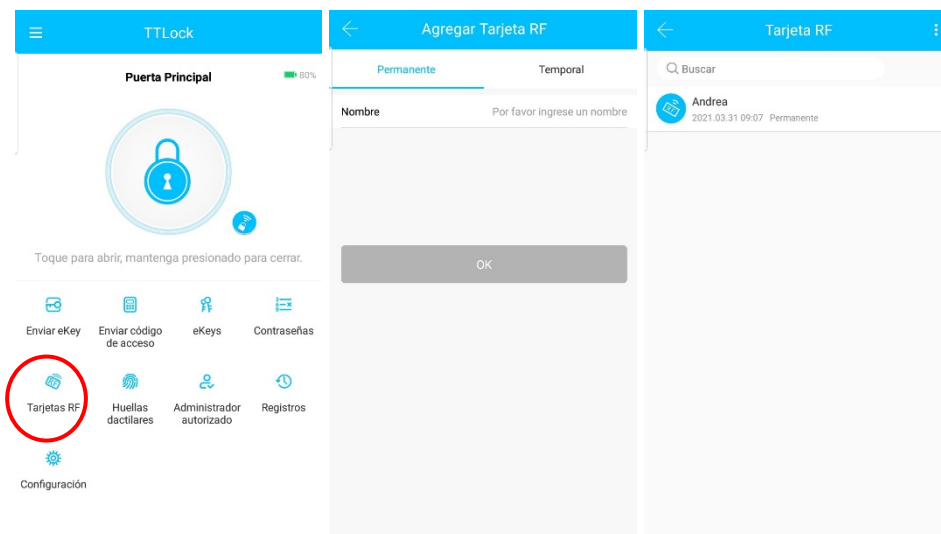 TTLock
Puerta Principal
80%
Toque para abrir, mantenga presionado para cerrar.
Enviar eKey
Enviar código
de acceso
eKeys
Contraseñas
Tarjetas RF
Huellas
dactilares
Administrador
autorizado
Registros
Configuración
Agregar Tarjeta RF
Permanente
Temporal
Nombre
Por favor ingrese un nombre
OK
Tarjeta RF
Buscar
Andrea
2021.03.31 09:07 Permanente